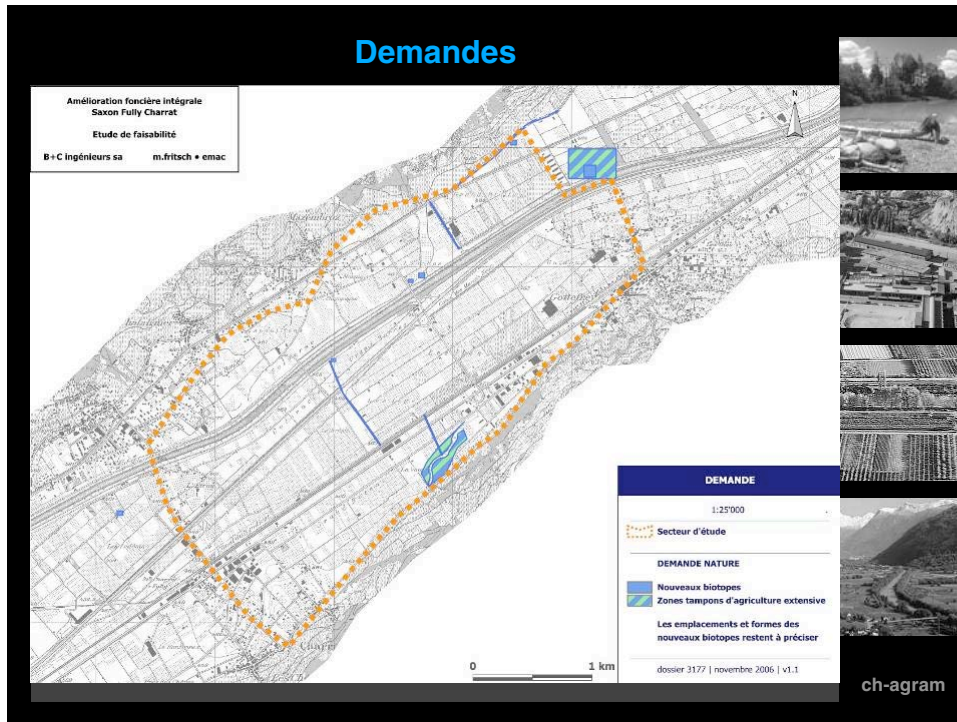 Demandes
Amélioration foncière intégrale
Saxon Fully Charrat
Etude de faisabilité
B+C ingénieurs sa m.fritsch • emac
N
DEMANDE
1:25'000
Secteur d'étude
DEMANDE NATURE
Nouveaux biotopes
Zones tampons d'agriculture extensive
Les emplacements et formes des
nouveaux biotopes restent à préciser
0 1 km
dossier 3177 | novembre 2006 | v1.1
ch-agram